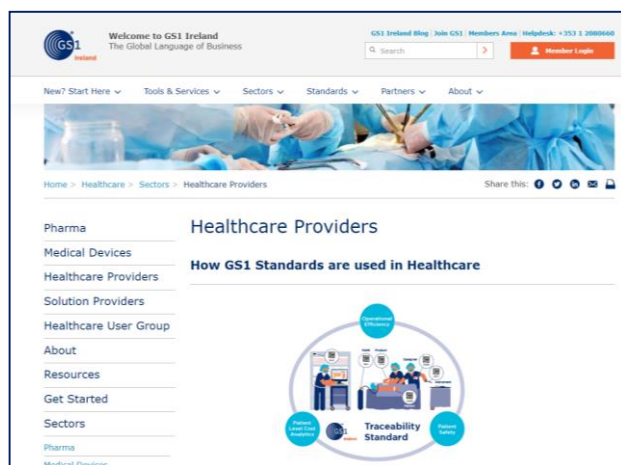 GS1
Ireland
Welcome to GS1 Ireland
The Global Language of Business
GS1 Ireland Blog | Join GS1 | Members Area | Helpdesk: +353 1 2080660
Search
Member Login
New? Start Here
Tools & Services
Sectors
Standards
Partners
About
Home > Healthcare > Sectors > Healthcare Providers
Share this:
Pharma
Medical Devices
Healthcare Providers
Solution Providers
Healthcare User Group
About
Resources
Get Started
Sectors
Pharma
Medical Devices
Healthcare Providers
How GS1 Standards are used in Healthcare
Operational
Efficiency
Patient
Level Cost
Analytics
GS1
Ireland
Traceability
Standard
Patient
Safety